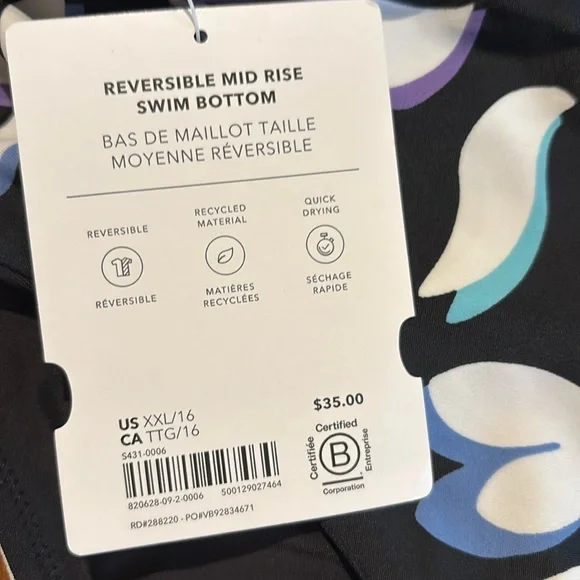 REVERSIBLE MID RISE
SWIM BOTTOM
BAS DE MAILLOT TAILLE
MOYENNE RÉVERSIBLE
REVERSIBLE
RÉVERSIBLE
RECYCLED
MATERIAL
MATIÈRES
RECYCLÉES
QUICK
DRYING
SÉCHAGE
RAPIDE
US XXL/16
CA TTG/16
S431-0006
820628-09-2-0006 500129027464
RD#288220 - PO#VB92834671
$35.00
Certified
Certifiée
B
Entreprise
Corporation